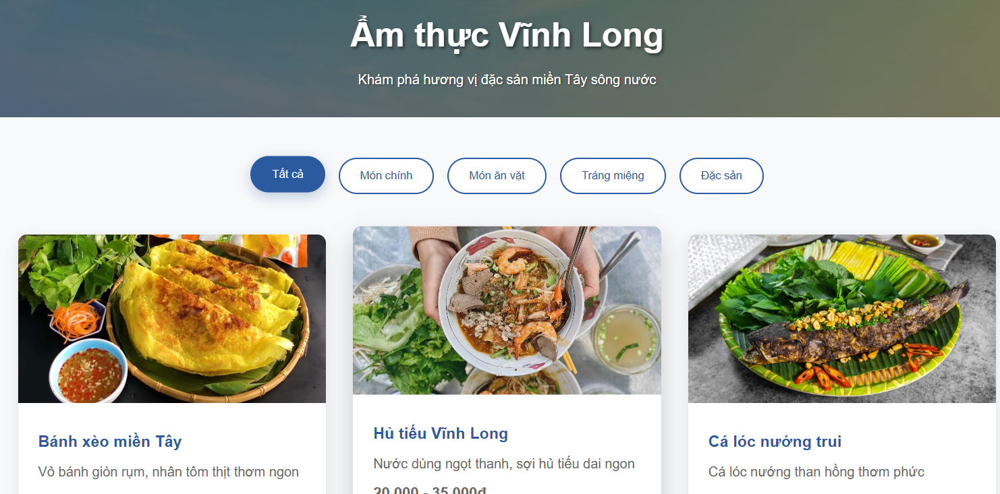 Ẩm thực Vĩnh Long
Khám phá hương vị đặc sản miền Tây sông nước
Tất cả
Món chính
Món ăn vặt
Tráng miệng
Đặc sản
Bánh xèo miền Tây
Vỏ bánh giòn rụm, nhân tôm thịt thơm ngon
Hủ tiếu Vĩnh Long
Nước dùng ngọt thanh, sợi hủ tiếu dai ngon
20.000 - 35.000đ
Cá lóc nướng trui
Cá lóc nướng than hồng thơm phức